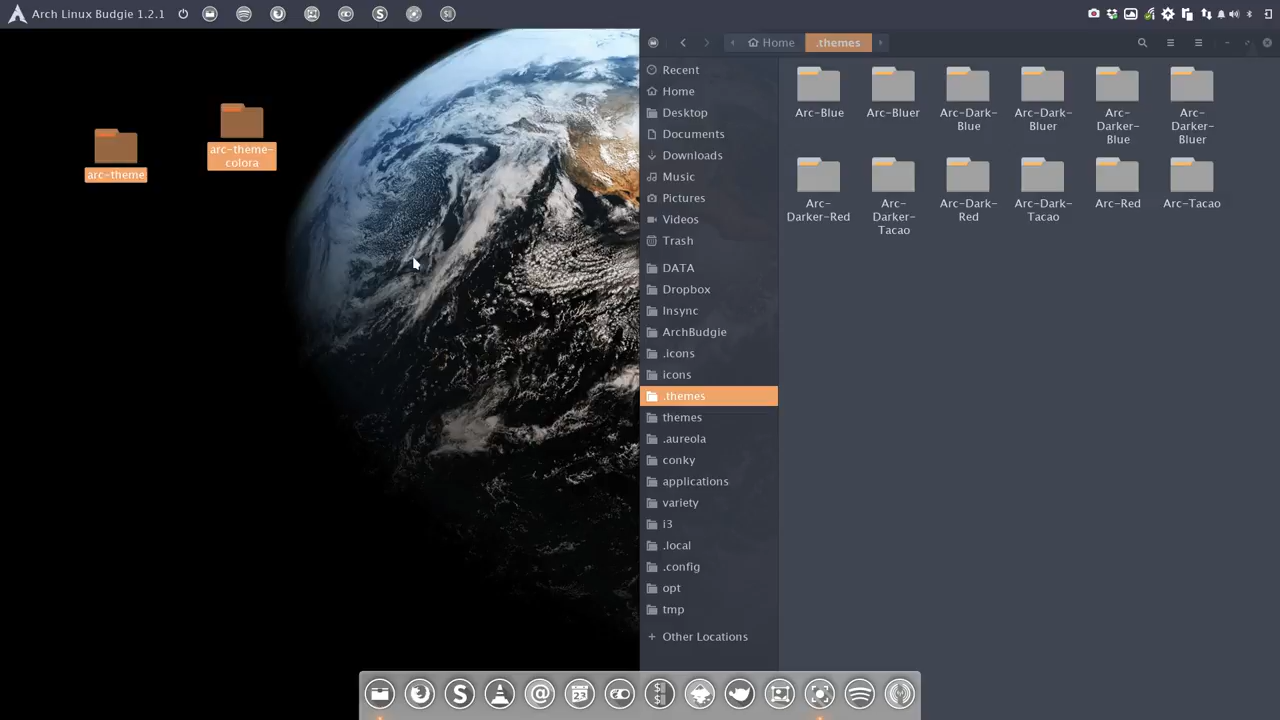 Arch Linux Budgie 1.2.1
arc-theme
arc-theme-
colora
Home
.themes
Recent
Home
Desktop
Documents
Downloads
Music
Pictures
Videos
Trash
DATA
Dropbox
Insync
ArchBudgie
.icons
icons
.themes
themes
.aureola
conky
applications
variety
i3
.local
.config
opt
tmp
+ Other Locations
Arc-Blue
Arc-Bluer
Arc-Dark-
Blue
Arc-Dark-
Bluer
Arc-
Darker-
Blue
Arc-
Darker-
Bluer
Arc-
Darker-Red
Arc-
Darker-
Tacao
Arc-Dark-
Red
Arc-Dark-
Tacao
Arc-Red
Arc-Tacao
23